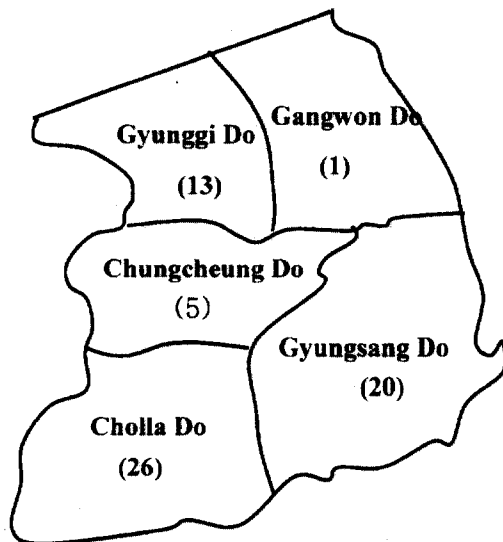 Gyunggi Do
(13)
Gangwon Do
(1)
Chungcheung Do
(5)
Gyungsang Do
(20)
Cholla Do
(26)